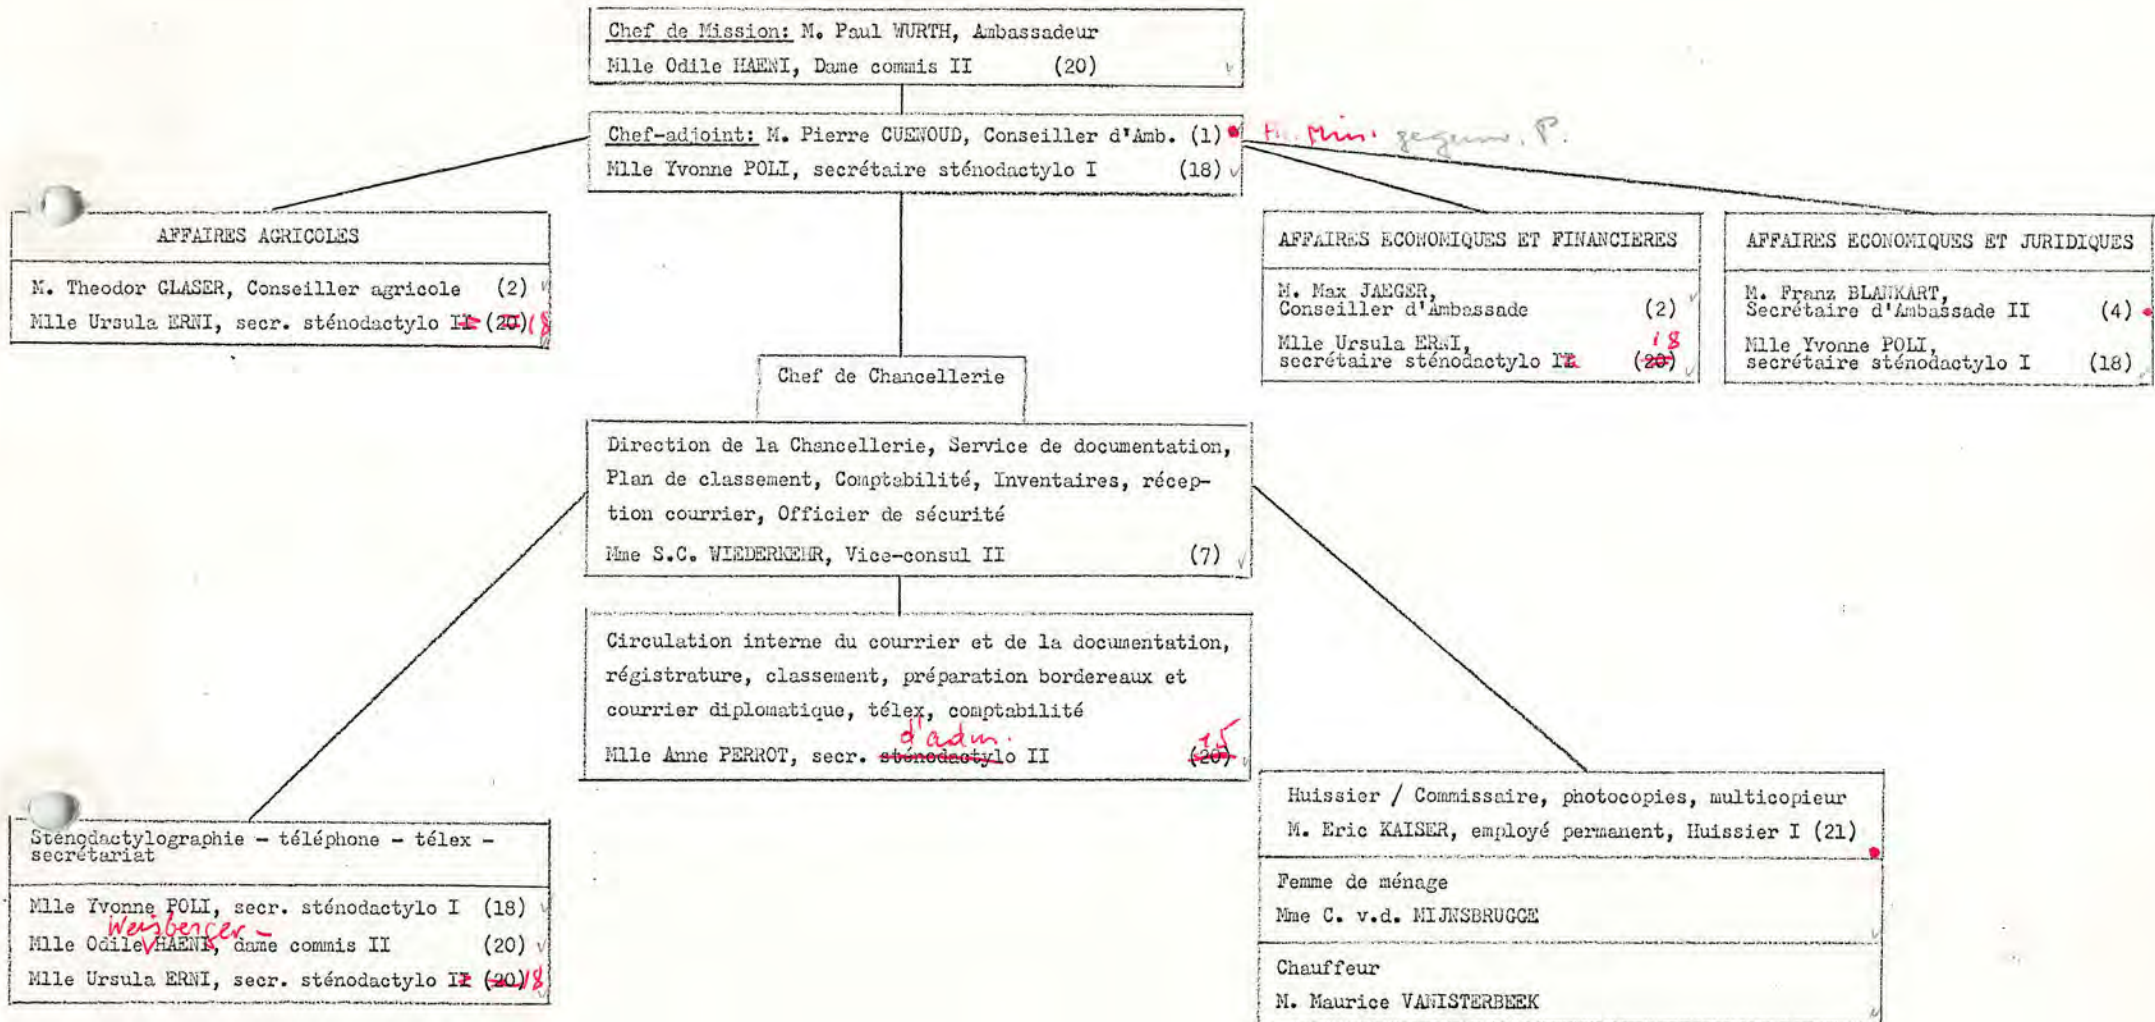 Chef de Mission: M. Paul WURTH, Ambassadeur
Mlle Odile HAENI, Dame commis II (20)
Chef-adjoint: M. Pierre CUENOUD, Conseiller d'Amb. (1) Min.
Mlle Yvonne POLI, secrétaire sténodactylo I (18)
AFFAIRES AGRICOLES
M. Theodor GLASER, Conseiller agricole (2)
Mlle Ursula ERNI, secr. sténodactylo II (20) 18
AFFAIRES ECONOMIQUES ET FINANCIERES
M. Max JAEGER,
Conseiller d'Ambassade (2)
Mlle Ursula ERNI, 18
secrétaire sténodactylo II (20)
AFFAIRES ECONOMIQUES ET JURIDIQUES
M. Franz BLANKART,
Secrétaire d'Ambassade II (4)
Mlle Yvonne POLI,
secrétaire sténodactylo I (18)
Chef de Chancellerie
Direction de la Chancellerie, Service de documentation,
Plan de classement, Comptabilité, Inventaires, récep-
tion courrier, Officier de sécurité
Mme S.C. WIEDERKEHR, Vice-consul II (7)
Circulation interne du courrier et de la documentation,
régistrature, classement, préparation bordereaux et
courrier diplomatique, télex, comptabilité
d'adm. 15
Mlle Anne PERROT, secr. sténodactylo II (20)
Sténodactylographie - téléphone - télex -
secrétariat
Mlle Yvonne POLI, secr. sténodactylo I (18)
Weisberger-
Mlle Odile HAENI, dame commis II (20)
Mlle Ursula ERNI, secr. sténodactylo II (20) 18
Huissier / Commissaire, photocopies, multicopieur
M. Eric KAISER, employé permanent, Huissier I (21)
Femme de ménage
Mme C. v.d. MIJNSBRUGGE
Chauffeur
M. Maurice VANISTERBEEK